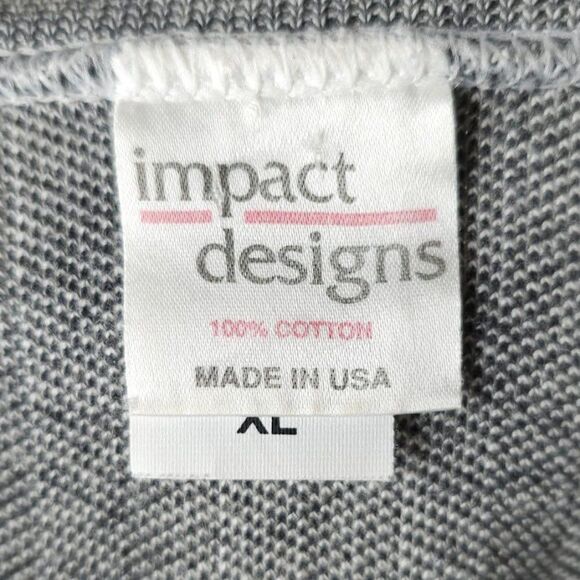 impact
designs
100% COTTON
MADE IN USA
XL